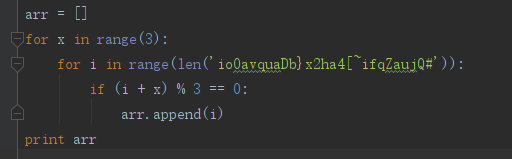 arr = []
for x in range(3):
    for i in range(len('io0avquaDb}x2ha4[~ifqZaujQ#')):
        if (i + x) % 3 == 0:
            arr.append(i)
print arr